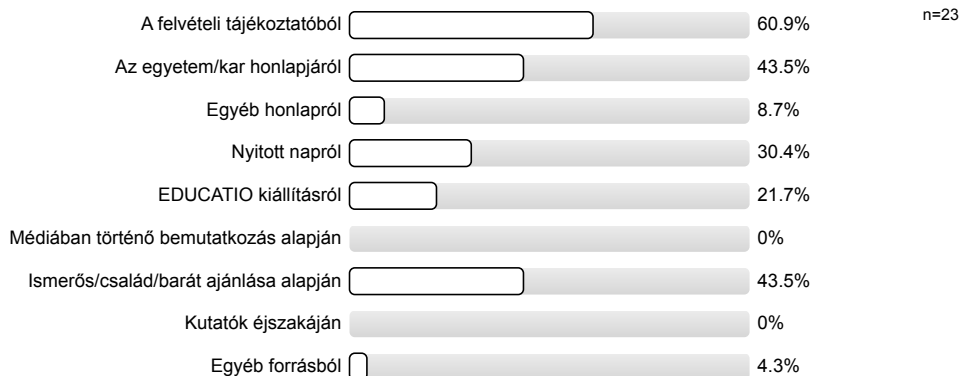 A felvételi tájékoztatóból 60.9% n=23
Az egyetem/kar honlapjáról 43.5%
Egyéb honlapról 8.7%
Nyitott napról 30.4%
EDUCATIO kiállításról 21.7%
Médiában történő bemutatkozás alapján 0%
Ismerős/család/barát ajánlása alapján 43.5%
Kutatók éjszakáján 0%
Egyéb forrásból 4.3%